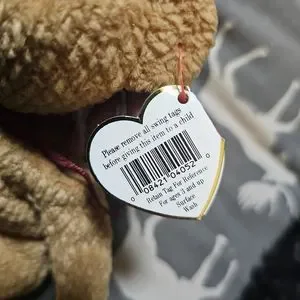 Please remove all swing tags
before giving this item to a child
0 08421 04052 0
Retain Tag For Reference
For ages 3 and up
Surface
Wash